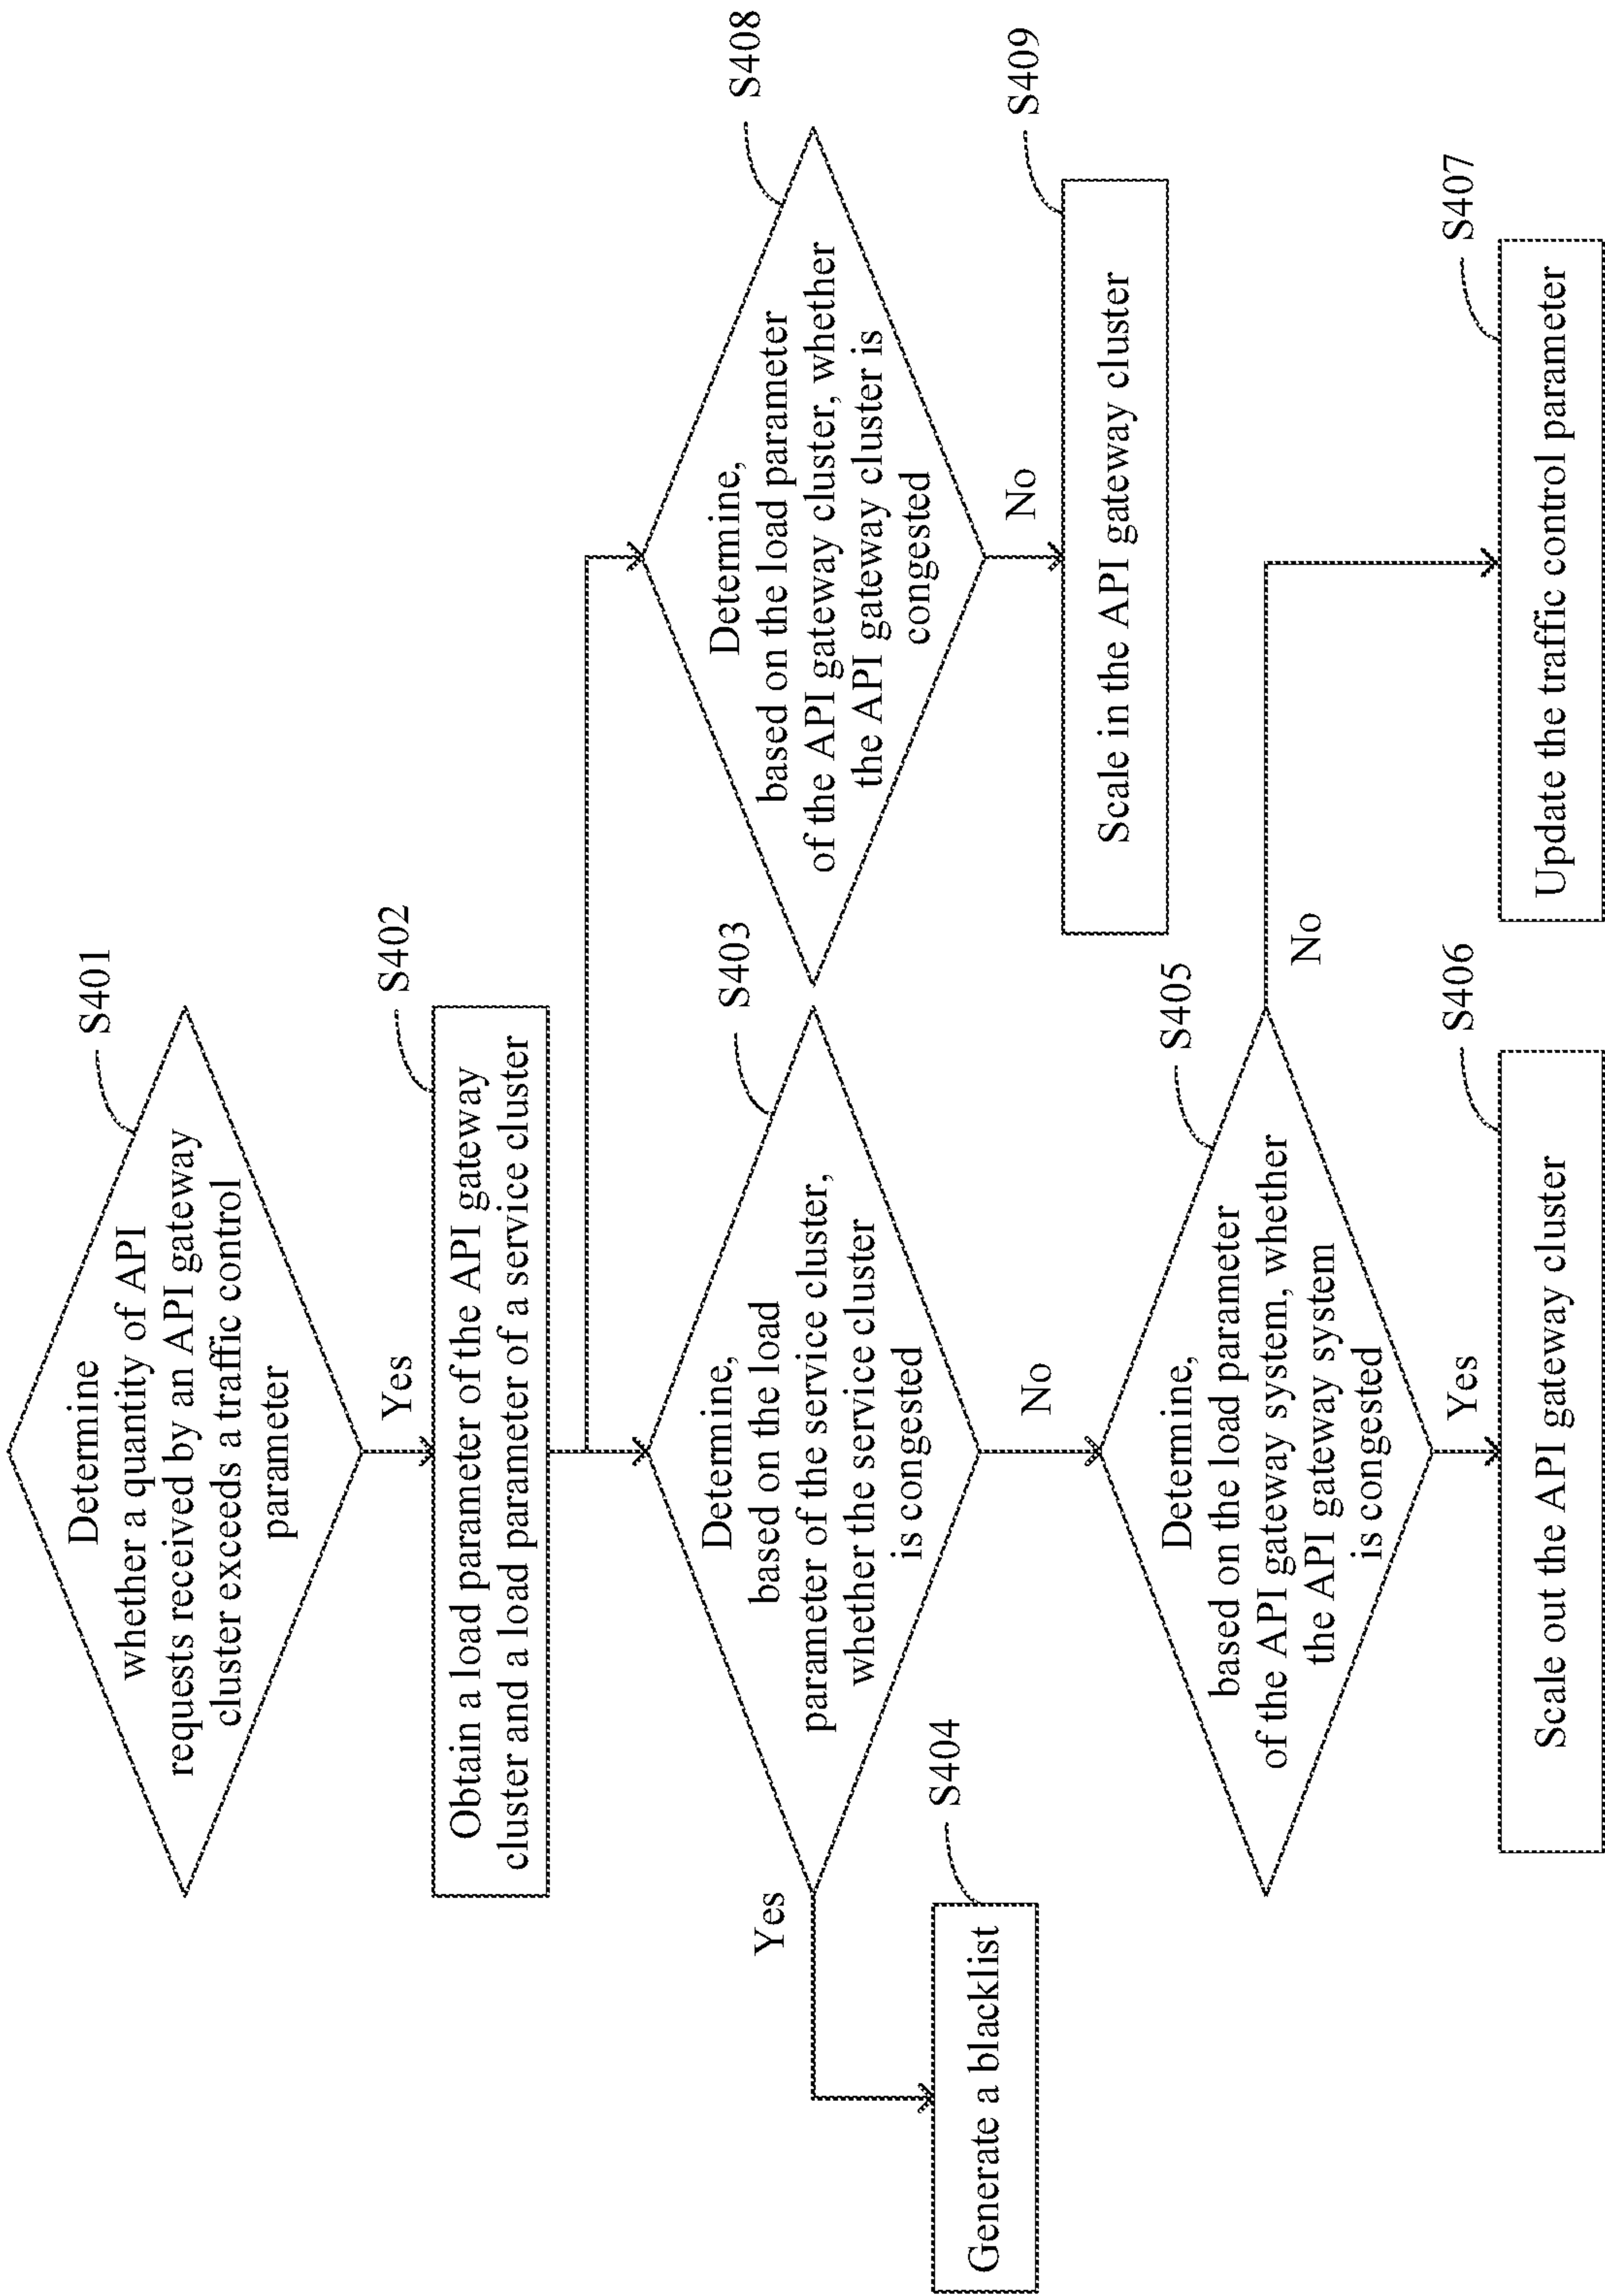 Determine
whether a quantity of API
requests received by an API gateway
cluster exceeds a traffic control
parameter
S401
Yes
Obtain a load parameter of the API gateway
cluster and a load parameter of a service cluster
S402
Determine,
based on the load
parameter of the service cluster,
whether the service cluster
is congested
S403
Yes
Generate a blacklist
S404
No
Determine,
based on the load parameter
of the API gateway system, whether
the API gateway system
is congested
S405
Yes
Scale out the API gateway cluster
S406
No
Update the traffic control parameter
S407
Determine,
based on the load parameter
of the API gateway cluster, whether
the API gateway cluster is
congested
S408
No
Scale in the API gateway cluster
S409